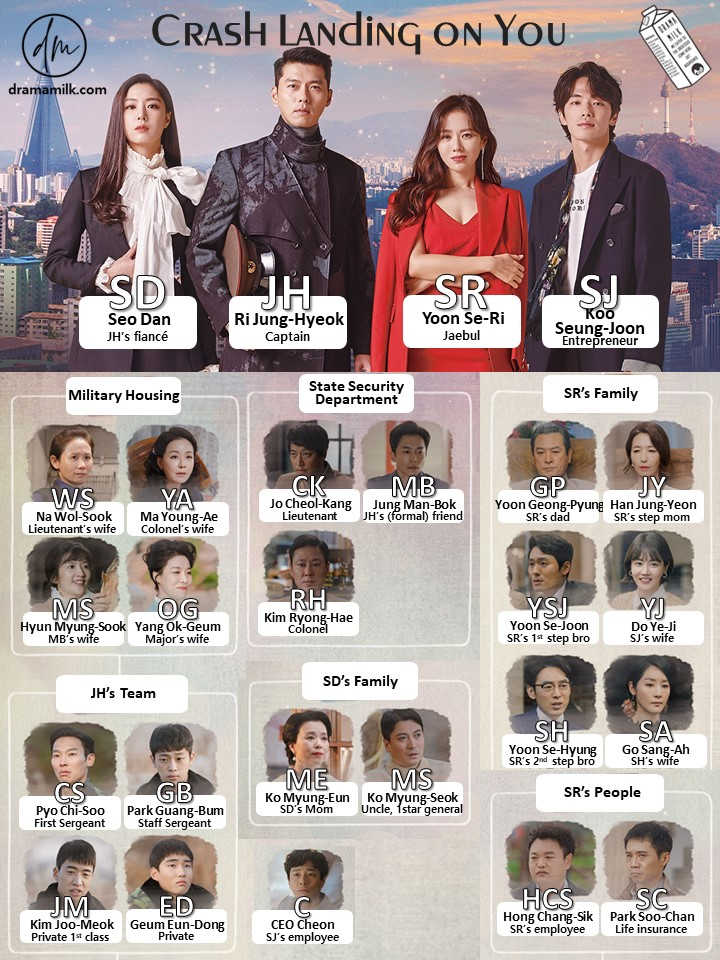 dm
dramamilk.com
Crash Landing on You
DRAMA
MILK
SD
Seo Dan
JH's fiancé
JH
Ri Jung-Hyeok
Captain
SR
Yoon Se-Ri
Jaebul
SJ
Koo
Seung-Joon
Entrepreneur
Military Housing
WS
Na Wol-Sook
Lieutenant's wife
YA
Ma Young-Ae
Colonel's wife
MS
Hyun Myung-Sook
MB's wife
OG
Yang Ok-Geum
Major's wife
State Security
Department
CK
Jo Cheol-Kang
Lieutenant
MB
Jung Man-Bok
JH's (formal) friend
RH
Kim Ryong-Hae
Colonel
SR's Family
GP
Yoon Geong-Pyung
SR's dad
JY
Han Jung-Yeon
SR's step mom
YSJ
Yoon Se-Joon
SR's 1st step bro
YJ
Do Ye-Ji
SJ's wife
SH
Yoon Se-Hyung
SR's 2nd step bro
SA
Go Sang-Ah
SH's wife
JH's Team
CS
Pyo Chi-Soo
First Sergeant
GB
Park Guang-Bum
Staff Sergeant
JM
Kim Joo-Meok
Private 1st class
ED
Geum Eun-Dong
Private
SD's Family
ME
Ko Myung-Eun
SD's Mom
MS
Ko Myung-Seok
Uncle, 1star general
C
CEO Cheon
SJ's employee
SR's People
HCS
Hong Chang-Sik
SR's employee
SC
Park Soo-Chan
Life insurance